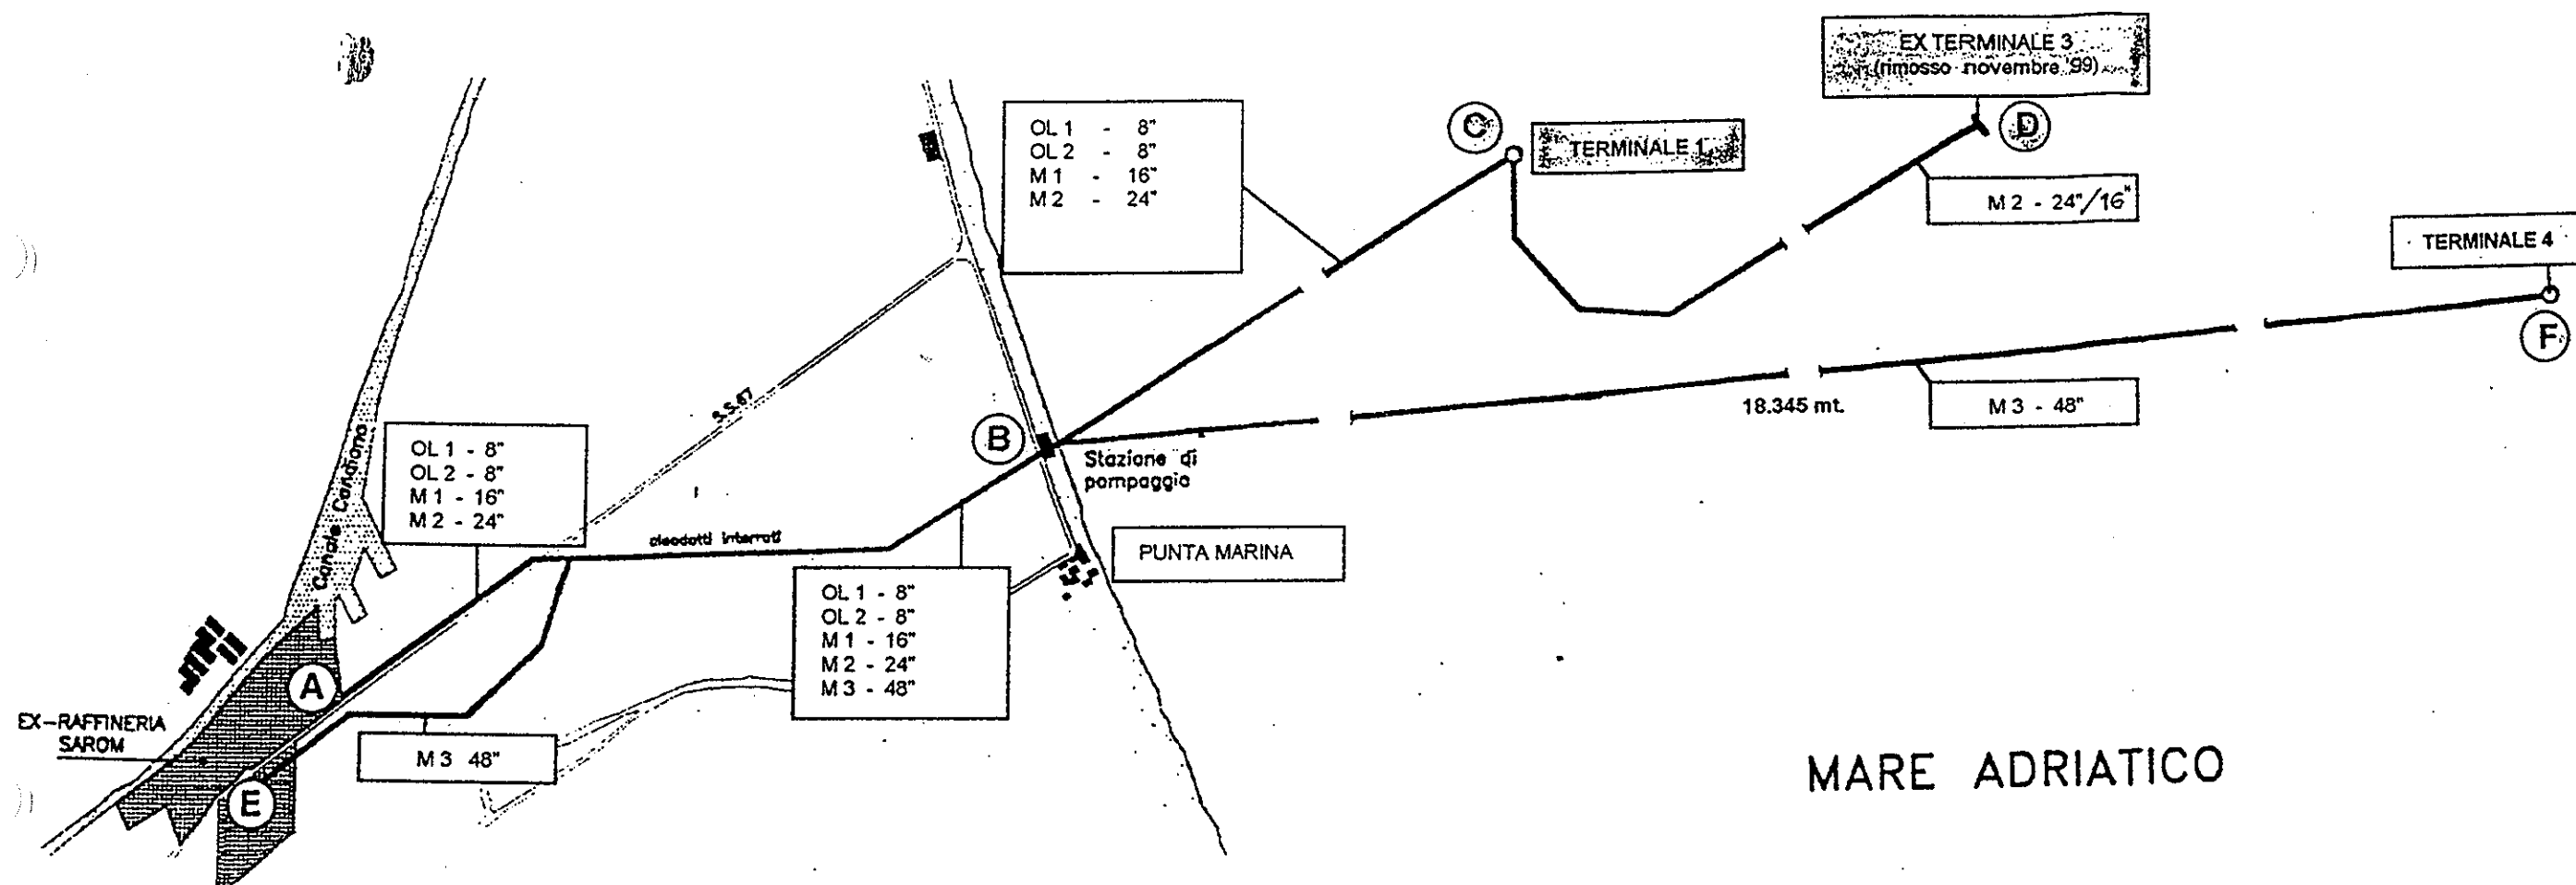 EX TERMINALE 3
(rimosso novembre '99)
C
TERMINALE 1
D
OL 1 - 8"
OL 2 - 8"
M 1 - 16"
M 2 - 24"
M 2 - 24"/16"
TERMINALE 4
F
M 3 - 48"
18.345 mt.
S.S.67
B
Stazione di
pompaggio
OL 1 - 8"
OL 2 - 8"
M 1 - 16"
M 2 - 24"
Canale Candiano
oleodotti interrati
PUNTA MARINA
OL 1 - 8"
OL 2 - 8"
M 1 - 16"
M 2 - 24"
M 3 - 48"
A
EX-RAFFINERIA
SAROM
M 3 48"
E
MARE ADRIATICO